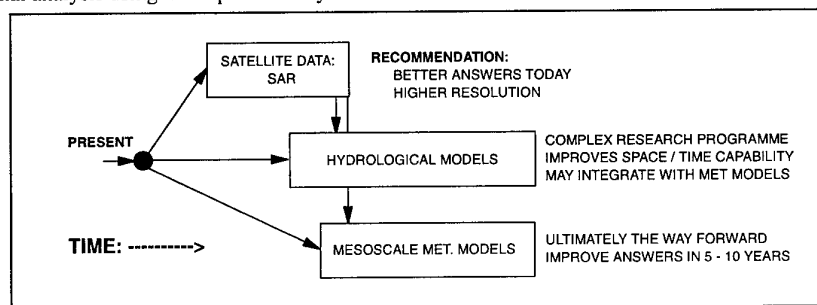 SATELLITE DATA:
SAR
RECOMMENDATION:
BETTER ANSWERS TODAY
HIGHER RESOLUTION
PRESENT
HYDROLOGICAL MODELS
COMPLEX RESEARCH PROGRAMME
IMPROVES SPACE / TIME CAPABILITY
MAY INTEGRATE WITH MET MODELS
TIME: ---------->
MESOSCALE MET. MODELS
ULTIMATELY THE WAY FORWARD
IMPROVE ANSWERS IN 5 - 10 YEARS